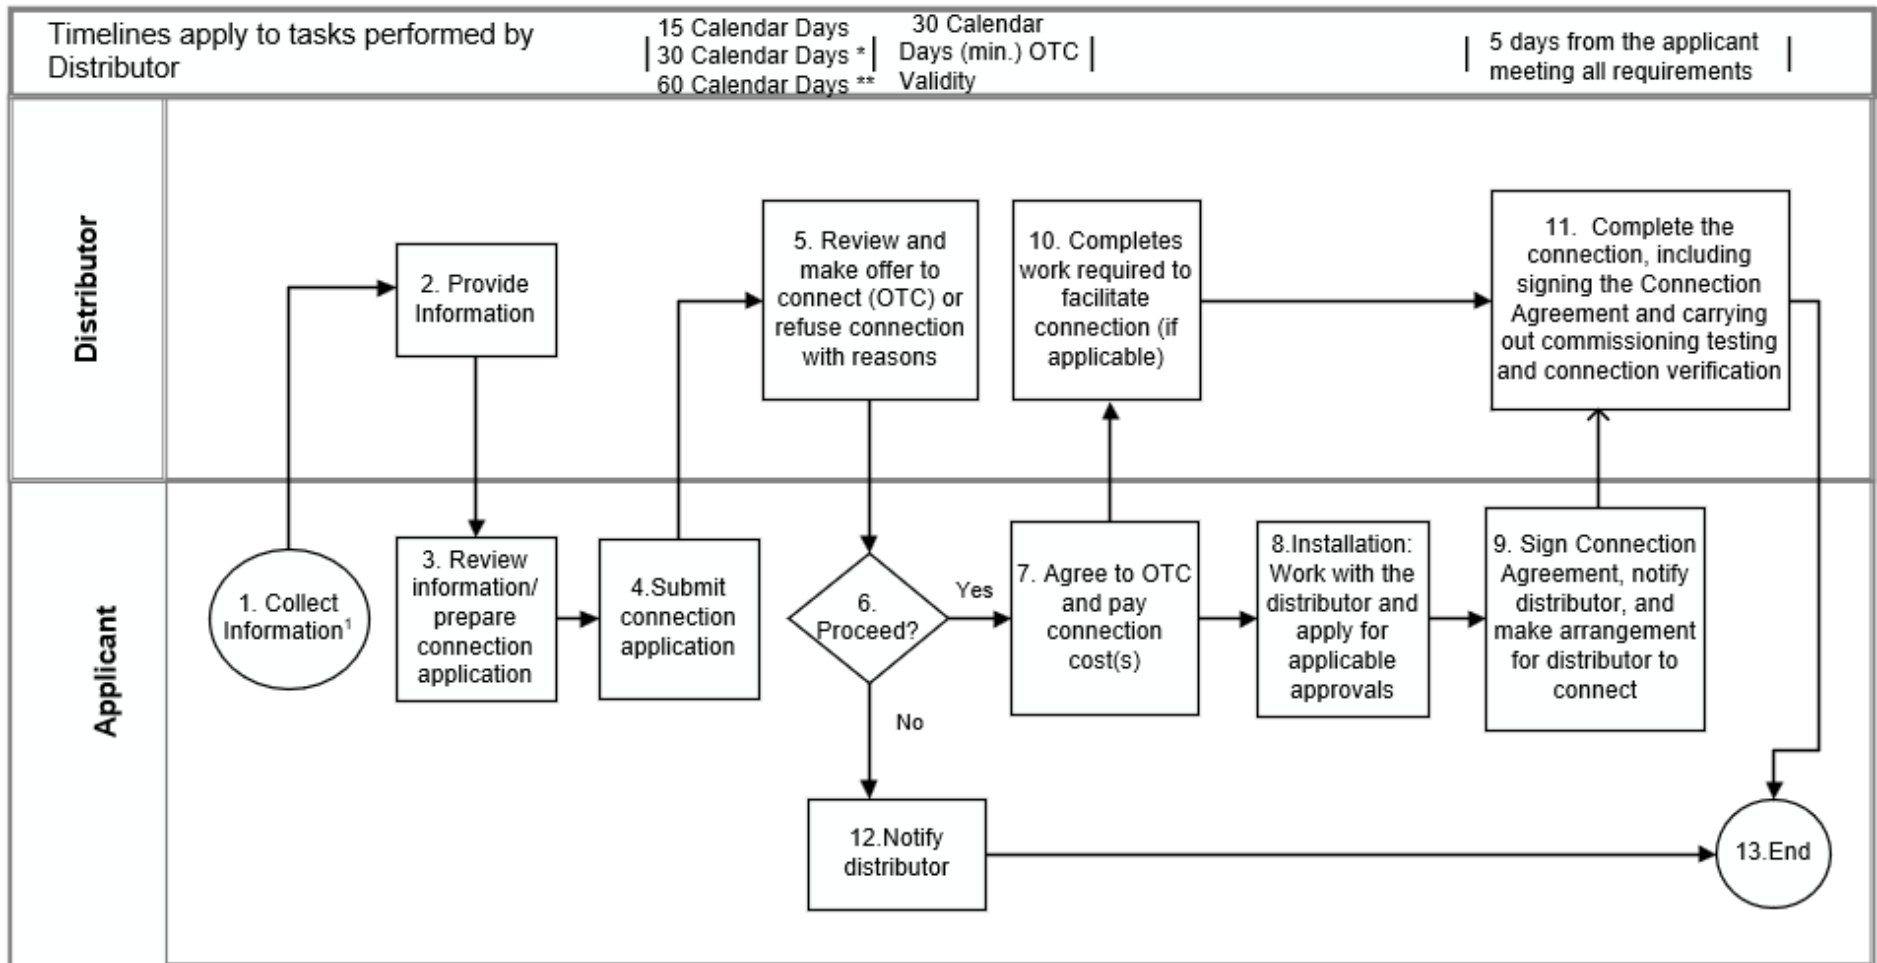 Timelines apply to tasks performed by
Distributor
15 Calendar Days
30 Calendar Days *
60 Calendar Days **
30 Calendar
Days (min.) OTC
Validity
5 days from the applicant
meeting all requirements
Distributor
2. Provide
Information
5. Review and
make offer to
connect (OTC) or
refuse connection
with reasons
10. Completes
work required to
facilitate
connection (if
applicable)
11. Complete the
connection, including
signing the Connection
Agreement and carrying
out commissioning testing
and connection verification
Applicant
1. Collect
Information¹
3. Review
information/
prepare
connection
application
4.Submit
connection
application
6.
Proceed?
Yes
No
7. Agree to OTC
and pay
connection
cost(s)
8.Installation:
Work with the
distributor and
apply for
applicable
approvals
9. Sign Connection
Agreement, notify
distributor, and
make arrangement
for distributor to
connect
12.Notify
distributor
13.End